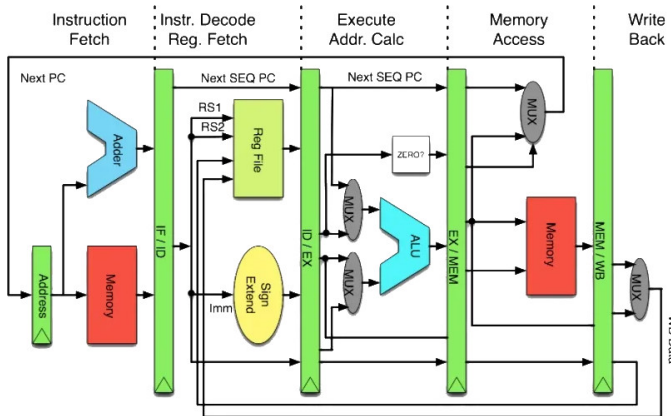 Instruction
Fetch
Instr. Decode
Reg. Fetch
Execute
Addr. Calc
Memory
Access
Write
Back
Next PC
Next SEQ PC
Next SEQ PC
RS1
RS2
Imm
Adder
Address
Memory
IF / ID
Reg File
Sign
Extend
ID / EX
MUX
MUX
ZERO?
ALU
EX / MEM
MUX
Memory
MEM / WB
MUX